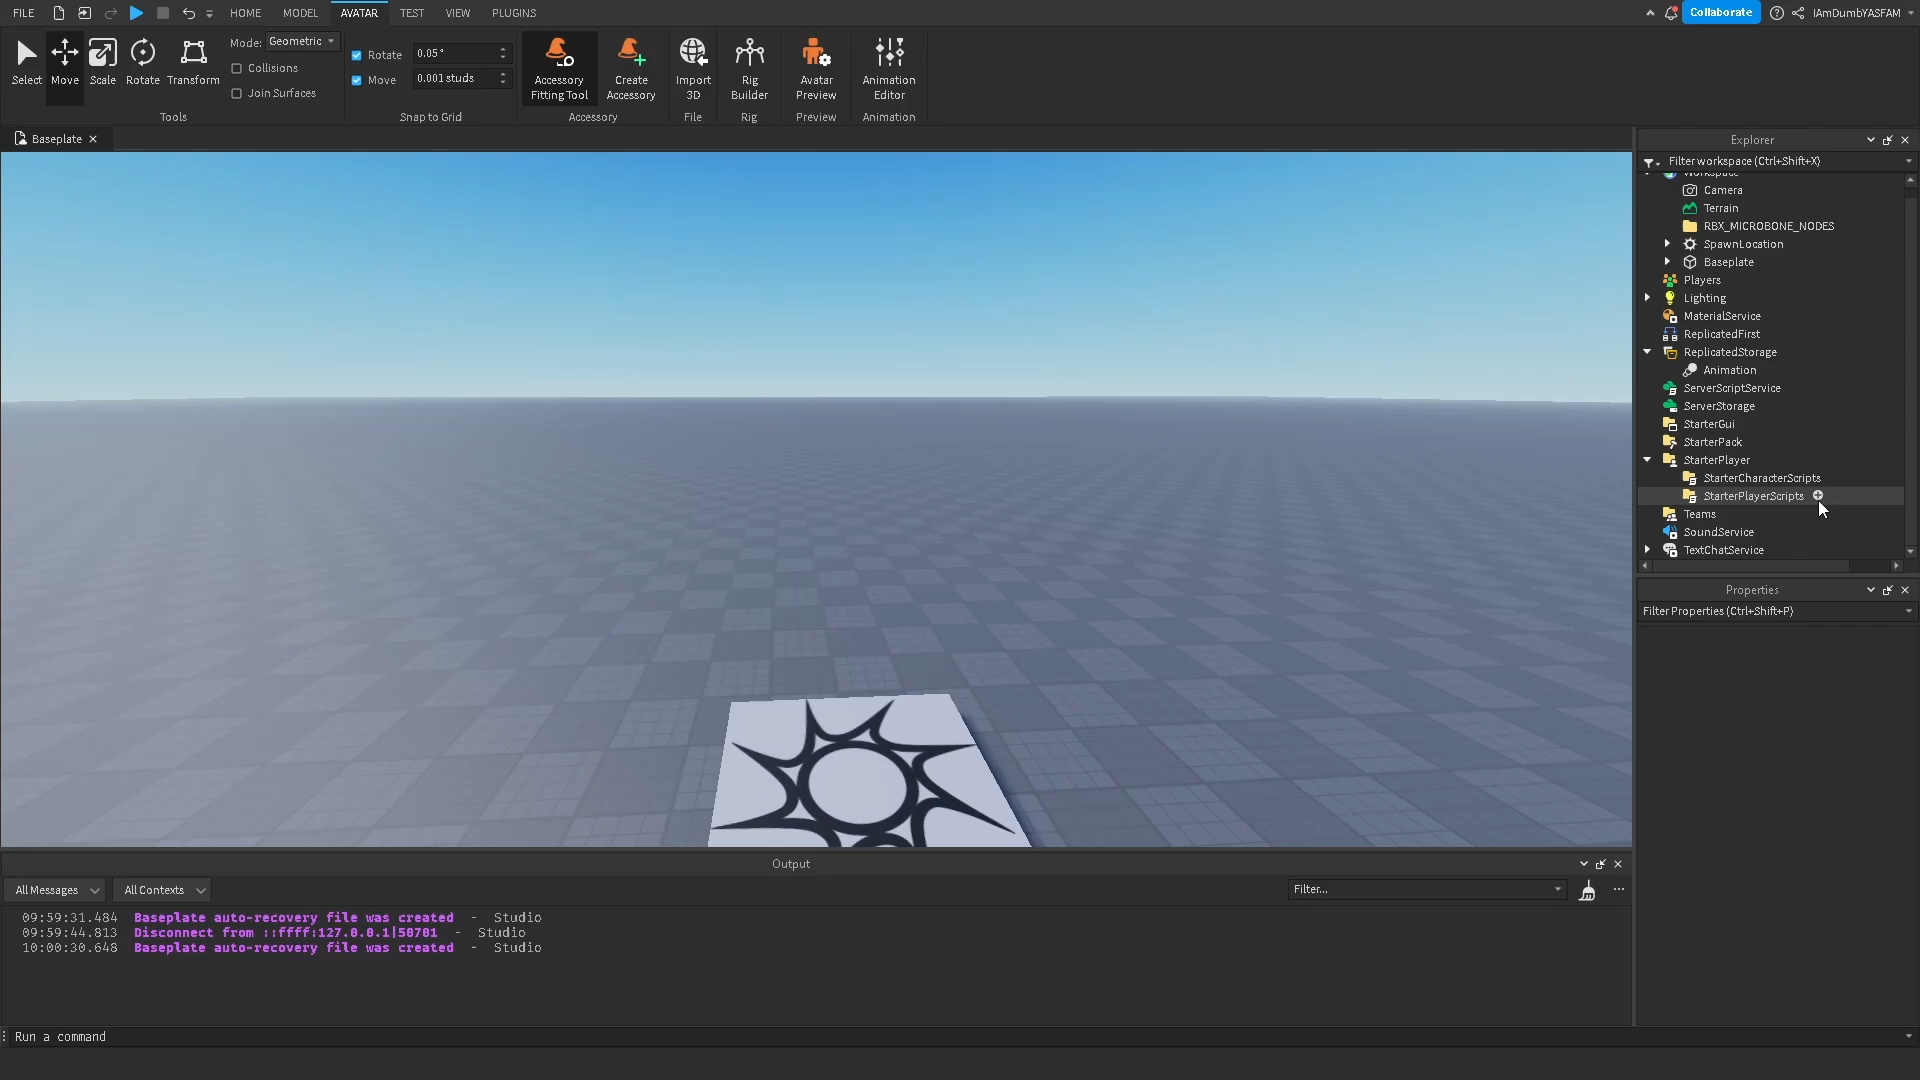 FILE HOME MODEL AVATAR TEST VIEW PLUGINS Collaborate IAmDumbYASFAM
Select Move Scale Rotate Transform
Mode: Geometric
Collisions
Join Surfaces
Tools
Rotate 0.05 °
Move 0.001 studs
Snap to Grid
Accessory
Fitting Tool
Create
Accessory
Accessory
Import
3D
File
Rig
Builder
Rig
Avatar
Preview
Preview
Animation
Editor
Animation
Baseplate
Explorer
Filter workspace (Ctrl+Shift+X)
Workspace
Camera
Terrain
RBX_MICROBONE_NODES
SpawnLocation
Baseplate
Players
Lighting
MaterialService
ReplicatedFirst
ReplicatedStorage
Animation
ServerScriptService
ServerStorage
StarterGui
StarterPack
StarterPlayer
StarterCharacterScripts
StarterPlayerScripts
Teams
SoundService
TextChatService
Properties
Filter Properties (Ctrl+Shift+P)
Output
All Messages All Contexts Filter...
09:59:31.484 Baseplate auto-recovery file was created - Studio
09:59:44.813 Disconnect from ::ffff:127.0.0.1|50701 - Studio
10:00:30.648 Baseplate auto-recovery file was created - Studio
Run a command